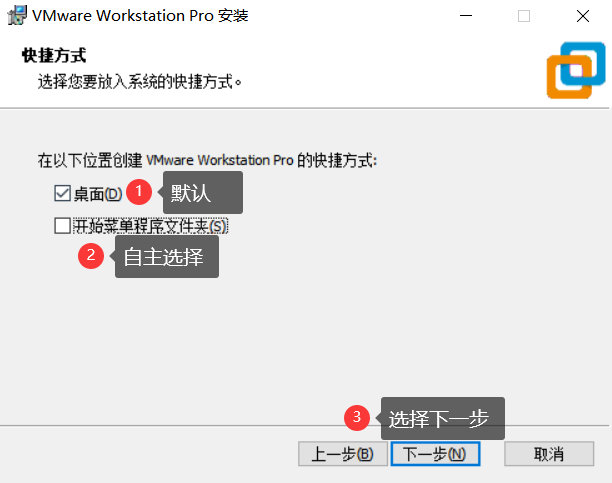 VMware Workstation Pro 安装
快捷方式
选择您要放入系统的快捷方式。
在以下位置创建 VMware Workstation Pro 的快捷方式:
桌面(D) 1 默认
开始菜单程序文件夹(S)
2 自主选择
3 选择下一步
上一步(B) 下一步(N) 取消